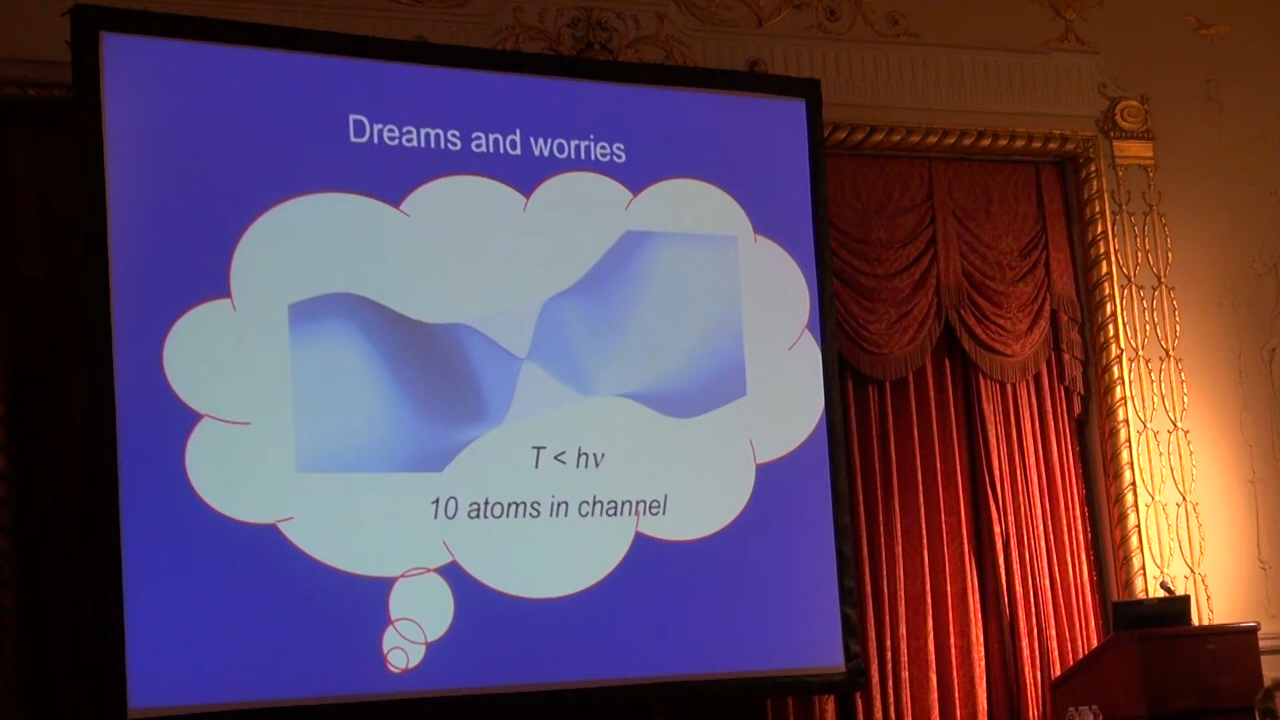 Dreams and worries
T < hν
10 atoms in channel